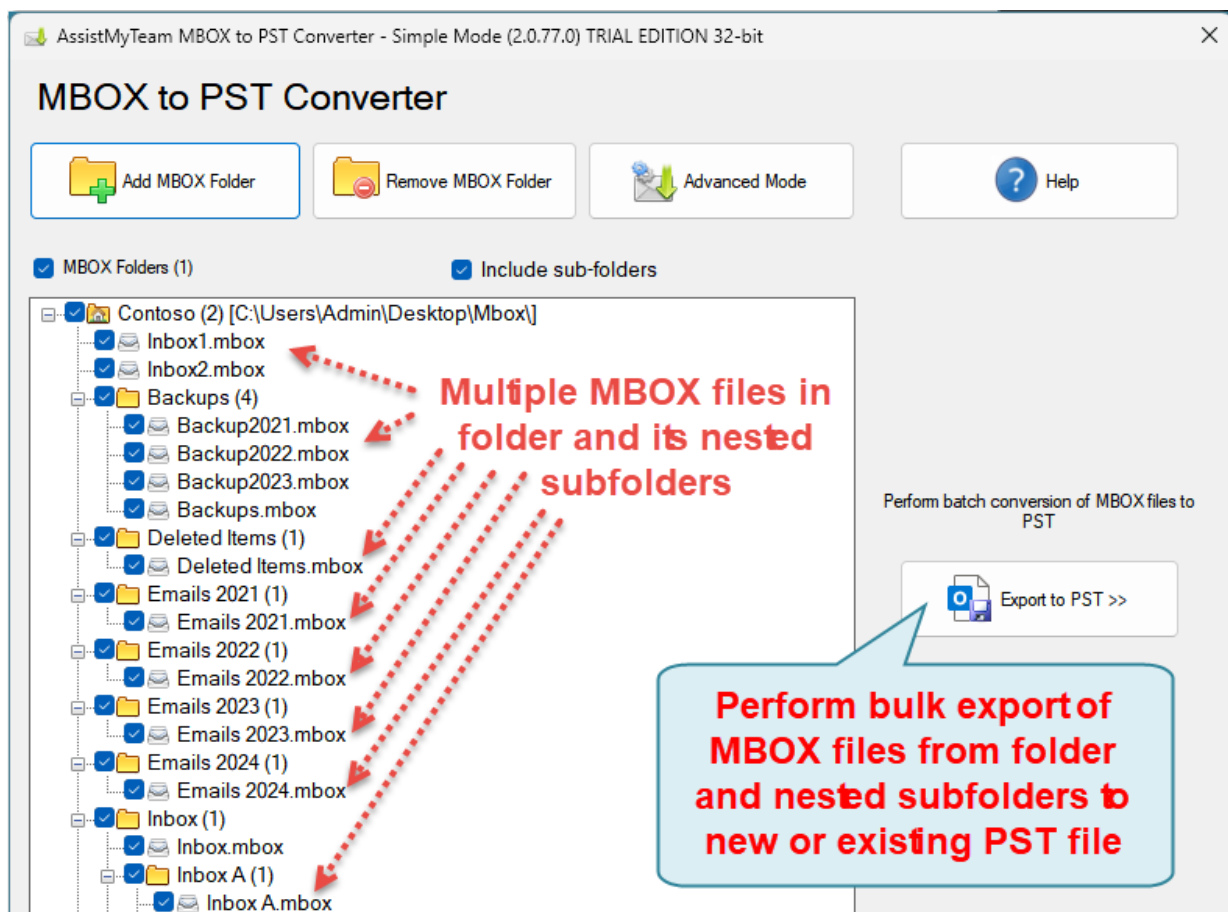 AssistMyTeam MBOX to PST Converter - Simple Mode (2.0.77.0) TRIAL EDITION 32-bit
MBOX to PST Converter
Add MBOX Folder
Remove MBOX Folder
Advanced Mode
Help
MBOX Folders (1)
Include sub-folders
Contoso (2) [C:\Users\Admin\Desktop\Mbox\]
Inbox1.mbox
Inbox2.mbox
Backups (4)
Backup2021.mbox
Backup2022.mbox
Backup2023.mbox
Backups.mbox
Deleted Items (1)
Deleted Items.mbox
Emails 2021 (1)
Emails 2021.mbox
Emails 2022 (1)
Emails 2022.mbox
Emails 2023 (1)
Emails 2023.mbox
Emails 2024 (1)
Emails 2024.mbox
Inbox (1)
Inbox.mbox
Inbox A (1)
Inbox A.mbox
Multiple MBOX files in
folder and its nested
subfolders
Perform batch conversion of MBOX files to
PST
Export to PST >>
Perform bulk export of
MBOX files from folder
and nested subfolders to
new or existing PST file